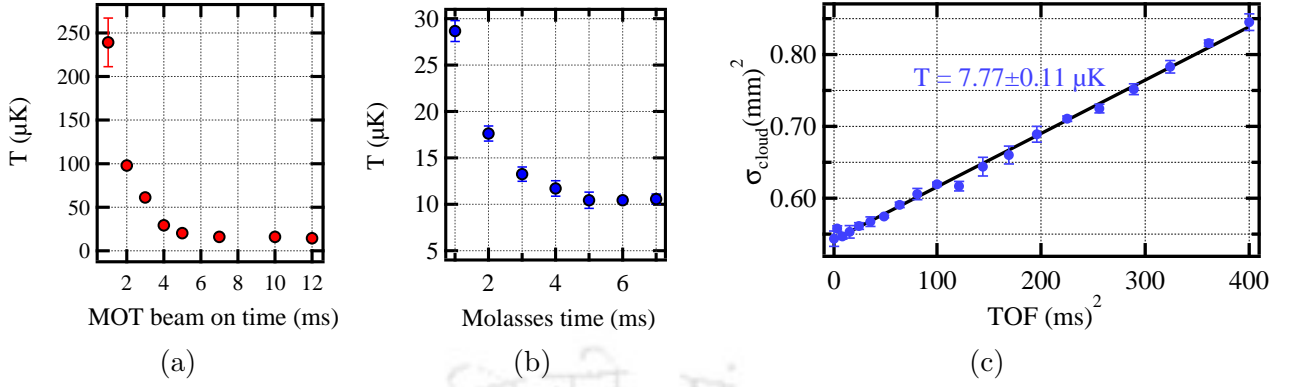 250
200
150
100
50
0
T (μK)
2 4 6 8 10 12
MOT beam on time (ms)
(a)
30
25
20
15
10
5
T (μK)
2 4 6
Molasses time (ms)
(b)
0.80
0.70
0.60
σcloud(mm)²
T = 7.77±0.11 μK
0 100 200 300 400
TOF (ms)²
(c)